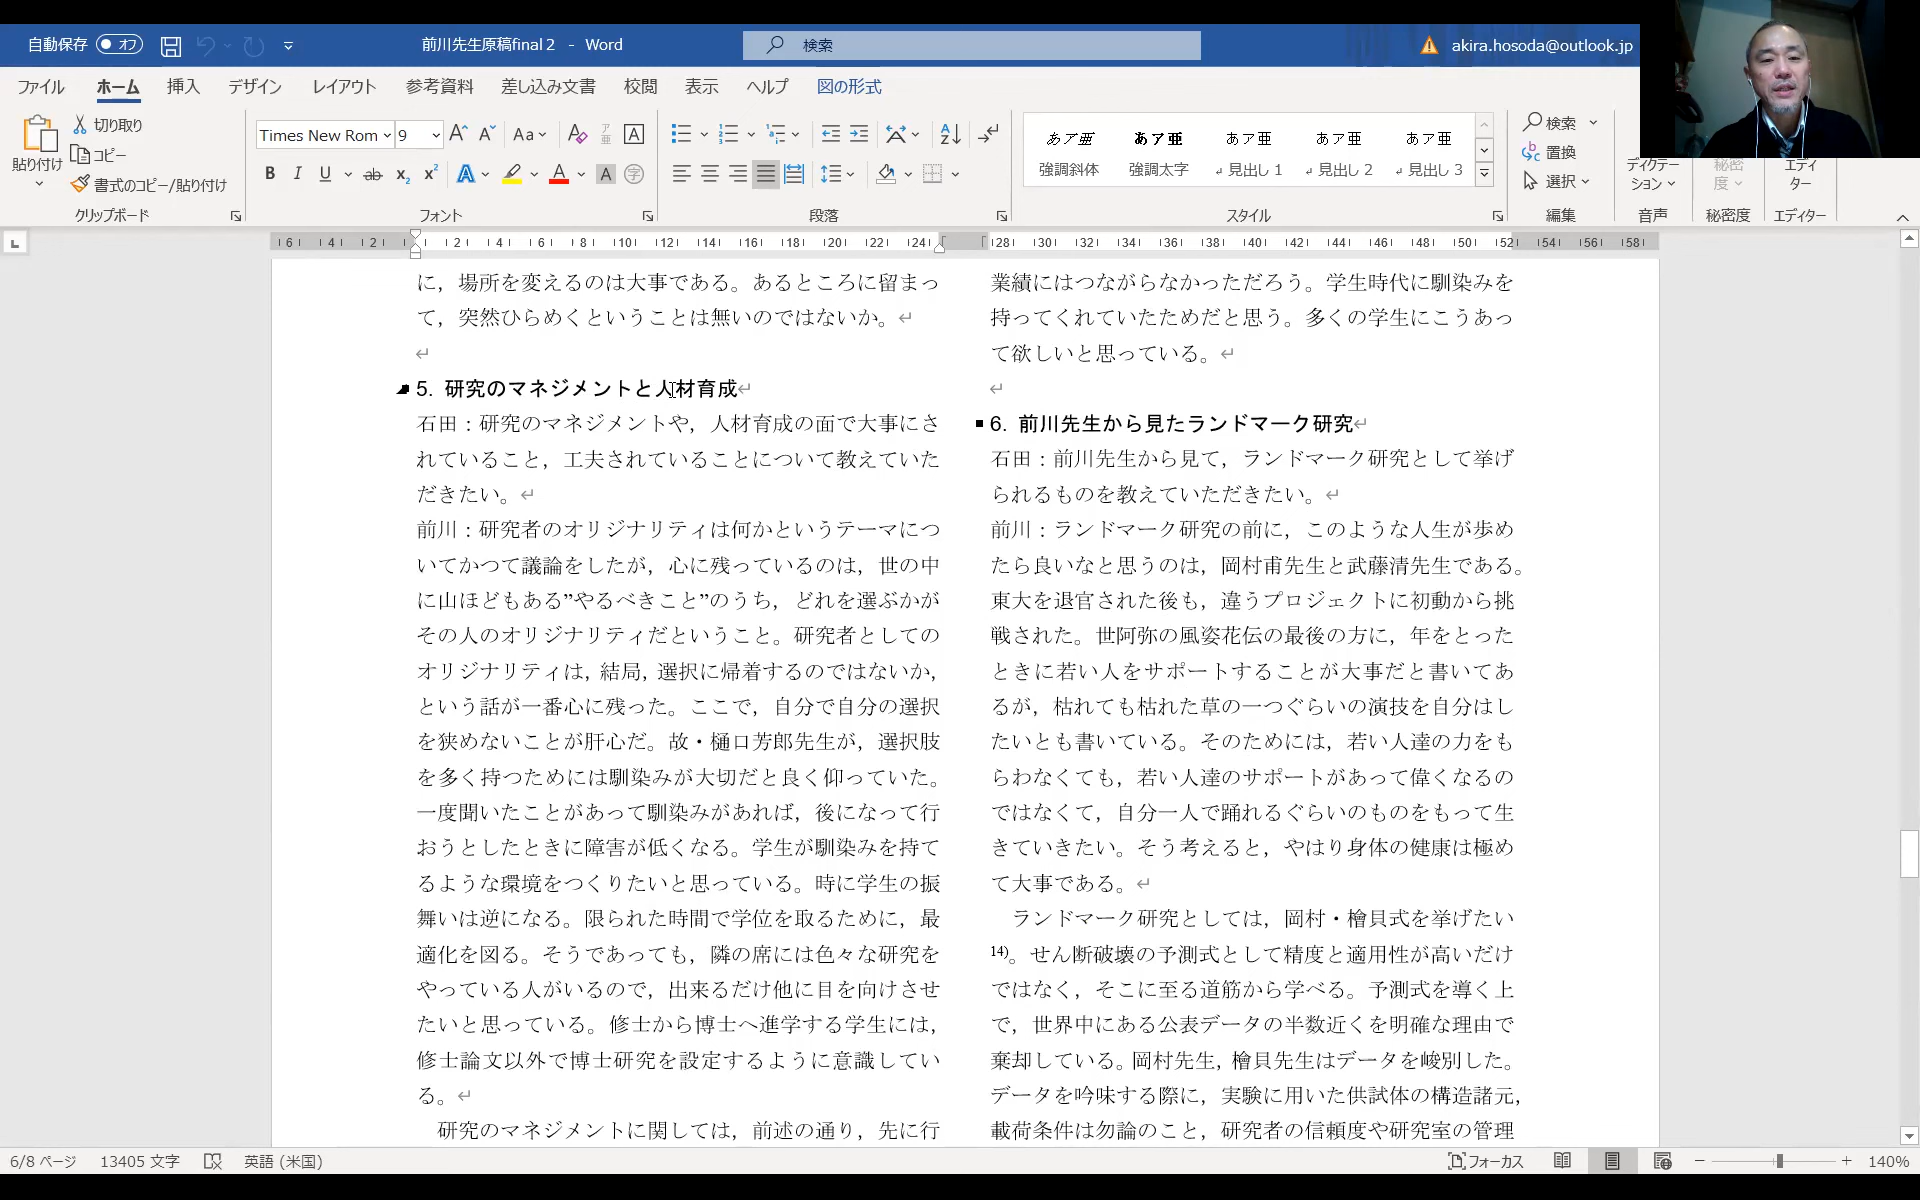 自動保存 オフ
前川先生原稿final 2 - Word
検索
akira.hosoda@outlook.jp
ファイル ホーム 挿入 デザイン レイアウト 参考資料 差し込み文書 校閲 表示 ヘルプ 図の形式
貼り付け
切り取り
コピー
書式のコピー/貼り付け
クリップボード
Times New Rom 9
フォント
段落
あア亜 あア亜 あア亜 あア亜 あア亜
強調斜体 強調太字 見出し 1 見出し 2 見出し 3
スタイル
検索
置換
選択
編集
ディクテーション
音声
秘密度
秘密度
エディター
エディター
に，場所を変えるのは大事である。あるところに留まっ
て，突然ひらめくということは無いのではないか。
5. 研究のマネジメントと人材育成
石田：研究のマネジメントや，人材育成の面で大事にさ
れていること，工夫されていることについて教えていた
だきたい。
前川：研究者のオリジナリティは何かというテーマにつ
いてかつて議論をしたが，心に残っているのは，世の中
に山ほどもある”やるべきこと”のうち，どれを選ぶかが
その人のオリジナリティだということ。研究者としての
オリジナリティは，結局，選択に帰着するのではないか，
という話が一番心に残った。ここで，自分で自分の選択
を狭めないことが肝心だ。故・樋口芳郎先生が，選択肢
を多く持つためには馴染みが大切だと良く仰っていた。
一度聞いたことがあって馴染みがあれば，後になって行
おうとしたときに障害が低くなる。学生が馴染みを持て
るような環境をつくりたいと思っている。時に学生の振
舞いは逆になる。限られた時間で学位を取るために，最
適化を図る。そうであっても，隣の席には色々な研究を
やっている人がいるので，出来るだけ他に目を向けさせ
たいと思っている。修士から博士へ進学する学生には，
修士論文以外で博士研究を設定するように意識してい
る。
研究のマネジメントに関しては，前述の通り，先に行
業績にはつながらなかっただろう。学生時代に馴染みを
持ってくれていたためだと思う。多くの学生にこうあっ
て欲しいと思っている。
6. 前川先生から見たランドマーク研究
石田：前川先生から見て，ランドマーク研究として挙げ
られるものを教えていただきたい。
前川：ランドマーク研究の前に，このような人生が歩め
たら良いなと思うのは，岡村甫先生と武藤清先生である。
東大を退官された後も，違うプロジェクトに初動から挑
戦された。世阿弥の風姿花伝の最後の方に，年をとった
ときに若い人をサポートすることが大事だと書いてあ
るが，枯れても枯れた草の一つぐらいの演技を自分はし
たいとも書いている。そのためには，若い人達の力をも
らわなくても，若い人達のサポートがあって偉くなるの
ではなくて，自分一人で踊れるぐらいのものをもって生
きていきたい。そう考えると，やはり身体の健康は極め
て大事である。
ランドマーク研究としては，岡村・檜貝式を挙げたい
14)。せん断破壊の予測式として精度と適用性が高いだけ
ではなく，そこに至る道筋から学べる。予測式を導く上
で，世界中にある公表データの半数近くを明確な理由で
棄却している。岡村先生，檜貝先生はデータを峻別した。
データを吟味する際に，実験に用いた供試体の構造諸元，
載荷条件は勿論のこと，研究者の信頼度や研究室の管理
6/8 ページ 13405 文字 英語 (米国)
フォーカス
140%